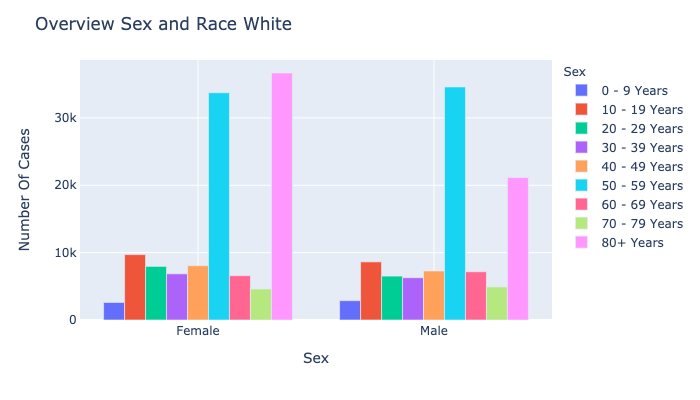 Overview Sex and Race White
Number Of Cases
30k
20k
10k
0
Female
Male
Sex
Sex
0 - 9 Years
10 - 19 Years
20 - 29 Years
30 - 39 Years
40 - 49 Years
50 - 59 Years
60 - 69 Years
70 - 79 Years
80+ Years